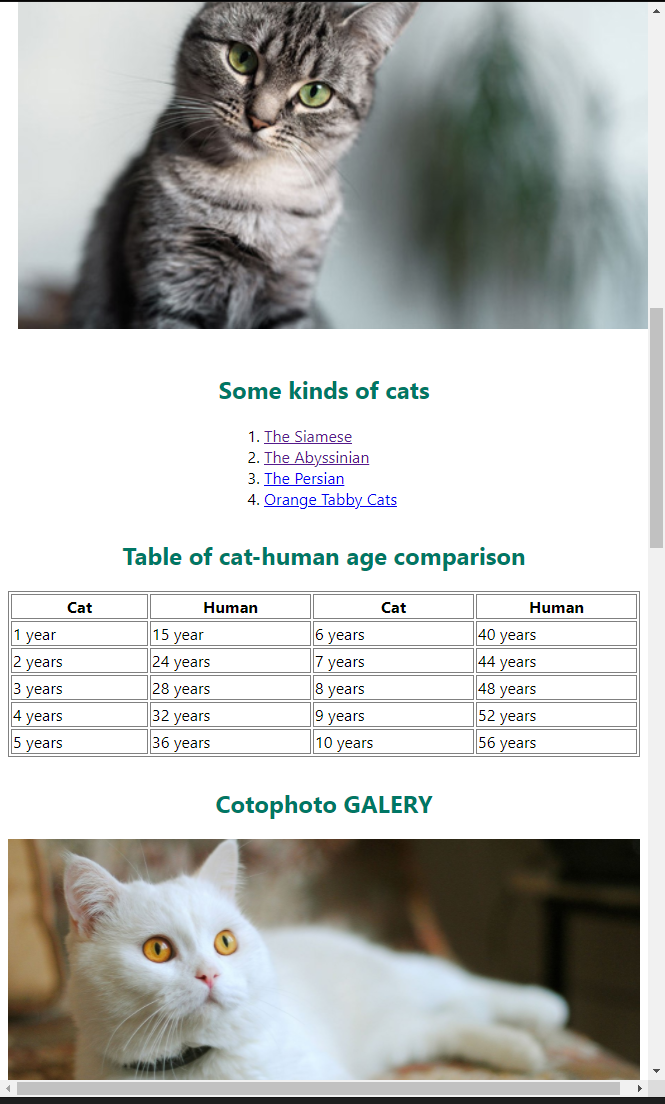 Some kinds of cats
1. The Siamese
2. The Abyssinian
3. The Persian
4. Orange Tabby Cats
Table of cat-human age comparison
Cat Human Cat Human
1 year 15 year 6 years 40 years
2 years 24 years 7 years 44 years
3 years 28 years 8 years 48 years
4 years 32 years 9 years 52 years
5 years 36 years 10 years 56 years
Cotophoto GALERY